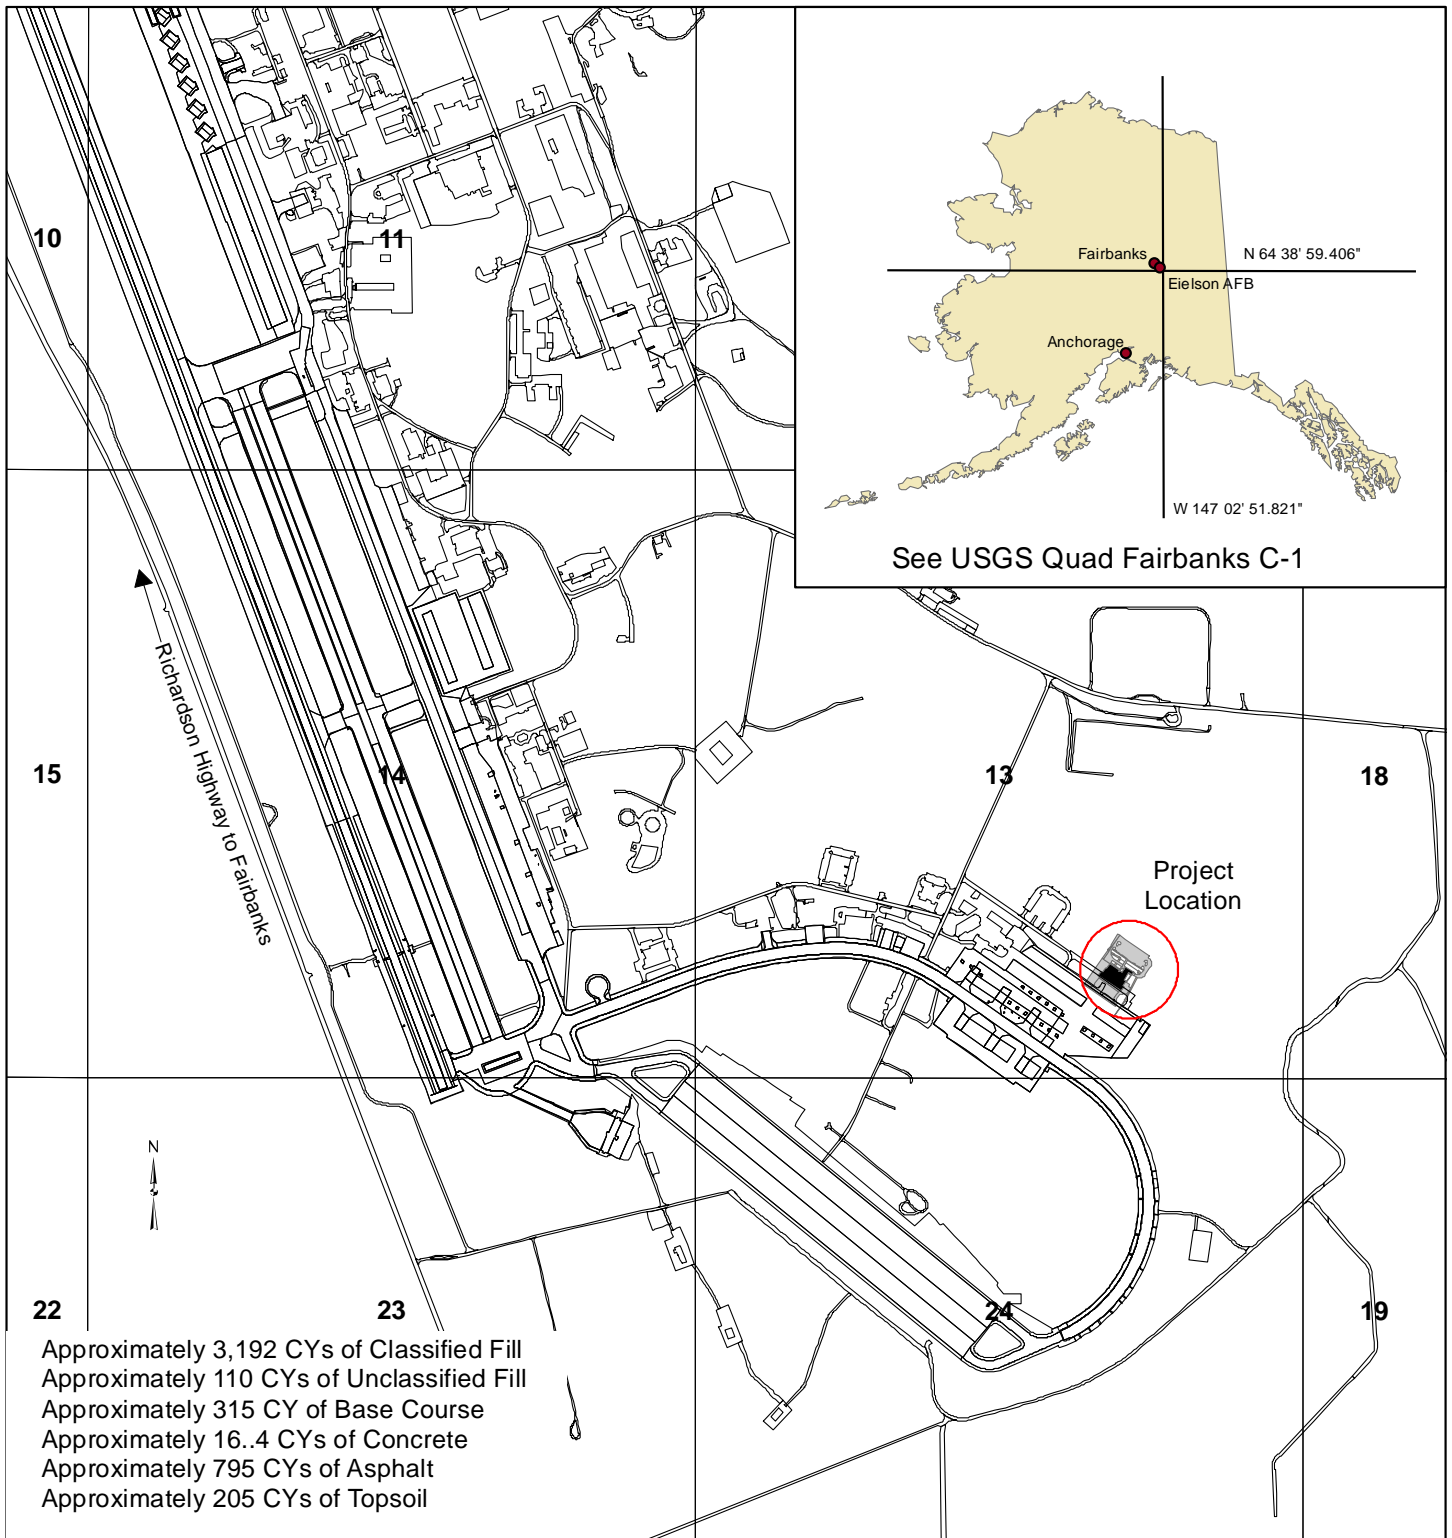 10
11
Fairbanks
N 64 38' 59.406"
Eielson AFB
Anchorage
W 147 02' 51.821"
See USGS Quad Fairbanks C-1
Richardson Highway to Fairbanks
15
14
13
18
Project
Location
N
22
23
24
19
Approximately 3,192 CYs of Classified Fill
Approximately 110 CYs of Unclassified Fill
Approximately 315 CY of Base Course
Approximately 16..4 CYs of Concrete
Approximately 795 CYs of Asphalt
Approximately 205 CYs of Topsoil